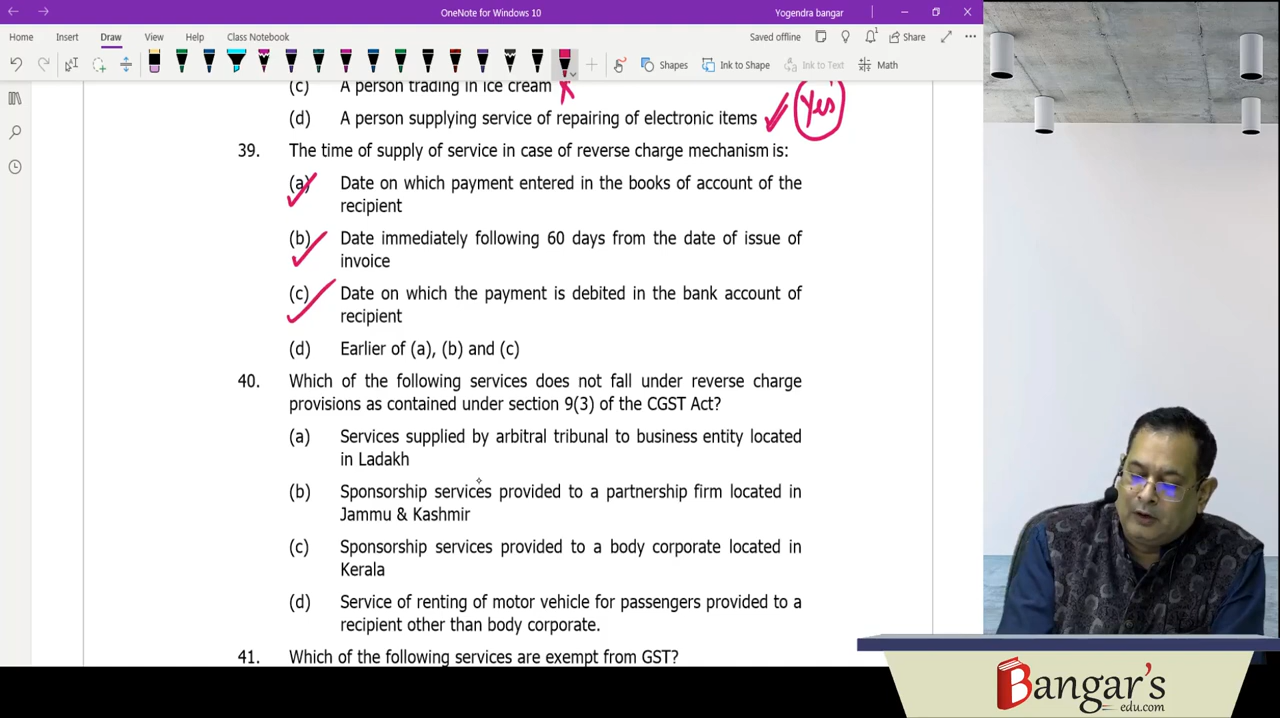 OneNote for Windows 10
Yogendra bangar
Home Insert Draw View Help Class Notebook
Saved offline Share
Shapes Ink to Shape Ink to Text Math
(c) A person trading in ice cream
(d) A person supplying service of repairing of electronic items
Yes
39. The time of supply of service in case of reverse charge mechanism is:
(a) Date on which payment entered in the books of account of the
recipient
(b) Date immediately following 60 days from the date of issue of
invoice
(c) Date on which the payment is debited in the bank account of
recipient
(d) Earlier of (a), (b) and (c)
40. Which of the following services does not fall under reverse charge
provisions as contained under section 9(3) of the CGST Act?
(a) Services supplied by arbitral tribunal to business entity located
in Ladakh
(b) Sponsorship services provided to a partnership firm located in
Jammu & Kashmir
(c) Sponsorship services provided to a body corporate located in
Kerala
(d) Service of renting of motor vehicle for passengers provided to a
recipient other than body corporate.
41. Which of the following services are exempt from GST?
Bangar's
edu.com